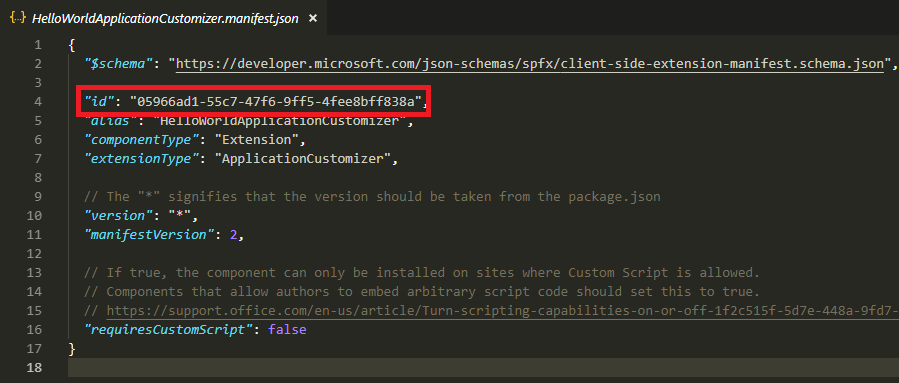 {..} HelloWorldApplicationCustomizer.manifest.json ×
1 {
2 "$schema": "https://developer.microsoft.com/json-schemas/spfx/client-side-extension-manifest.schema.json",
3
4 "id": "05966ad1-55c7-47f6-9ff5-4fee8bff838a",
5 "alias": "HelloWorldApplicationCustomizer",
6 "componentType": "Extension",
7 "extensionType": "ApplicationCustomizer",
8
9 // The "*" signifies that the version should be taken from the package.json
10 "version": "*",
11 "manifestVersion": 2,
12
13 // If true, the component can only be installed on sites where Custom Script is allowed.
14 // Components that allow authors to embed arbitrary script code should set this to true.
15 // https://support.office.com/en-us/article/Turn-scripting-capabilities-on-or-off-1f2c515f-5d7e-448a-9fd7-
16 "requiresCustomScript": false
17 }
18